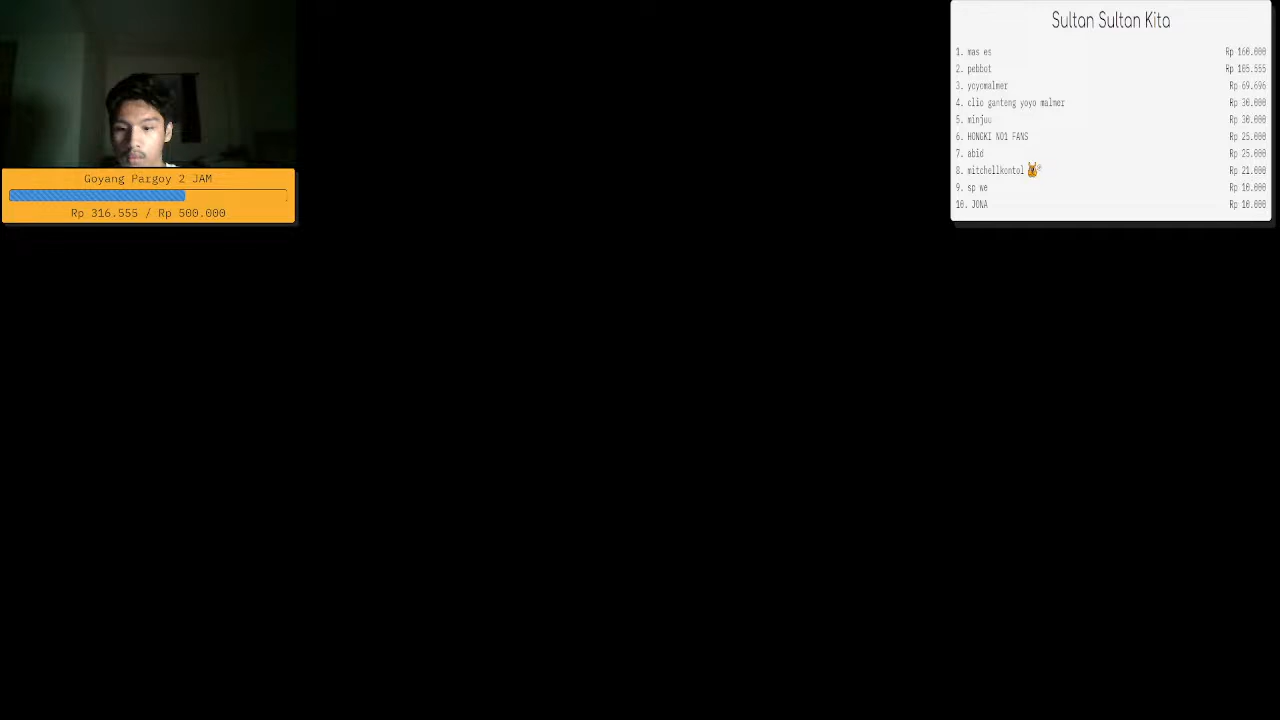 Sultan Sultan Kita
1. mas es Rp 160.000
2. pebbot Rp 105.555
3. yoyomalmer Rp 69.696
4. clio ganteng yoyo malmer Rp 30.000
5. minjuu Rp 30.000
6. HONGKI NO1 FANS Rp 25.000
7. abid Rp 25.000
8. mitchellkontol Rp 21.000
9. sp we Rp 10.000
10. JONA Rp 10.000
Goyang Pargoy 2 JAM
Rp 316.555 / Rp 500.000